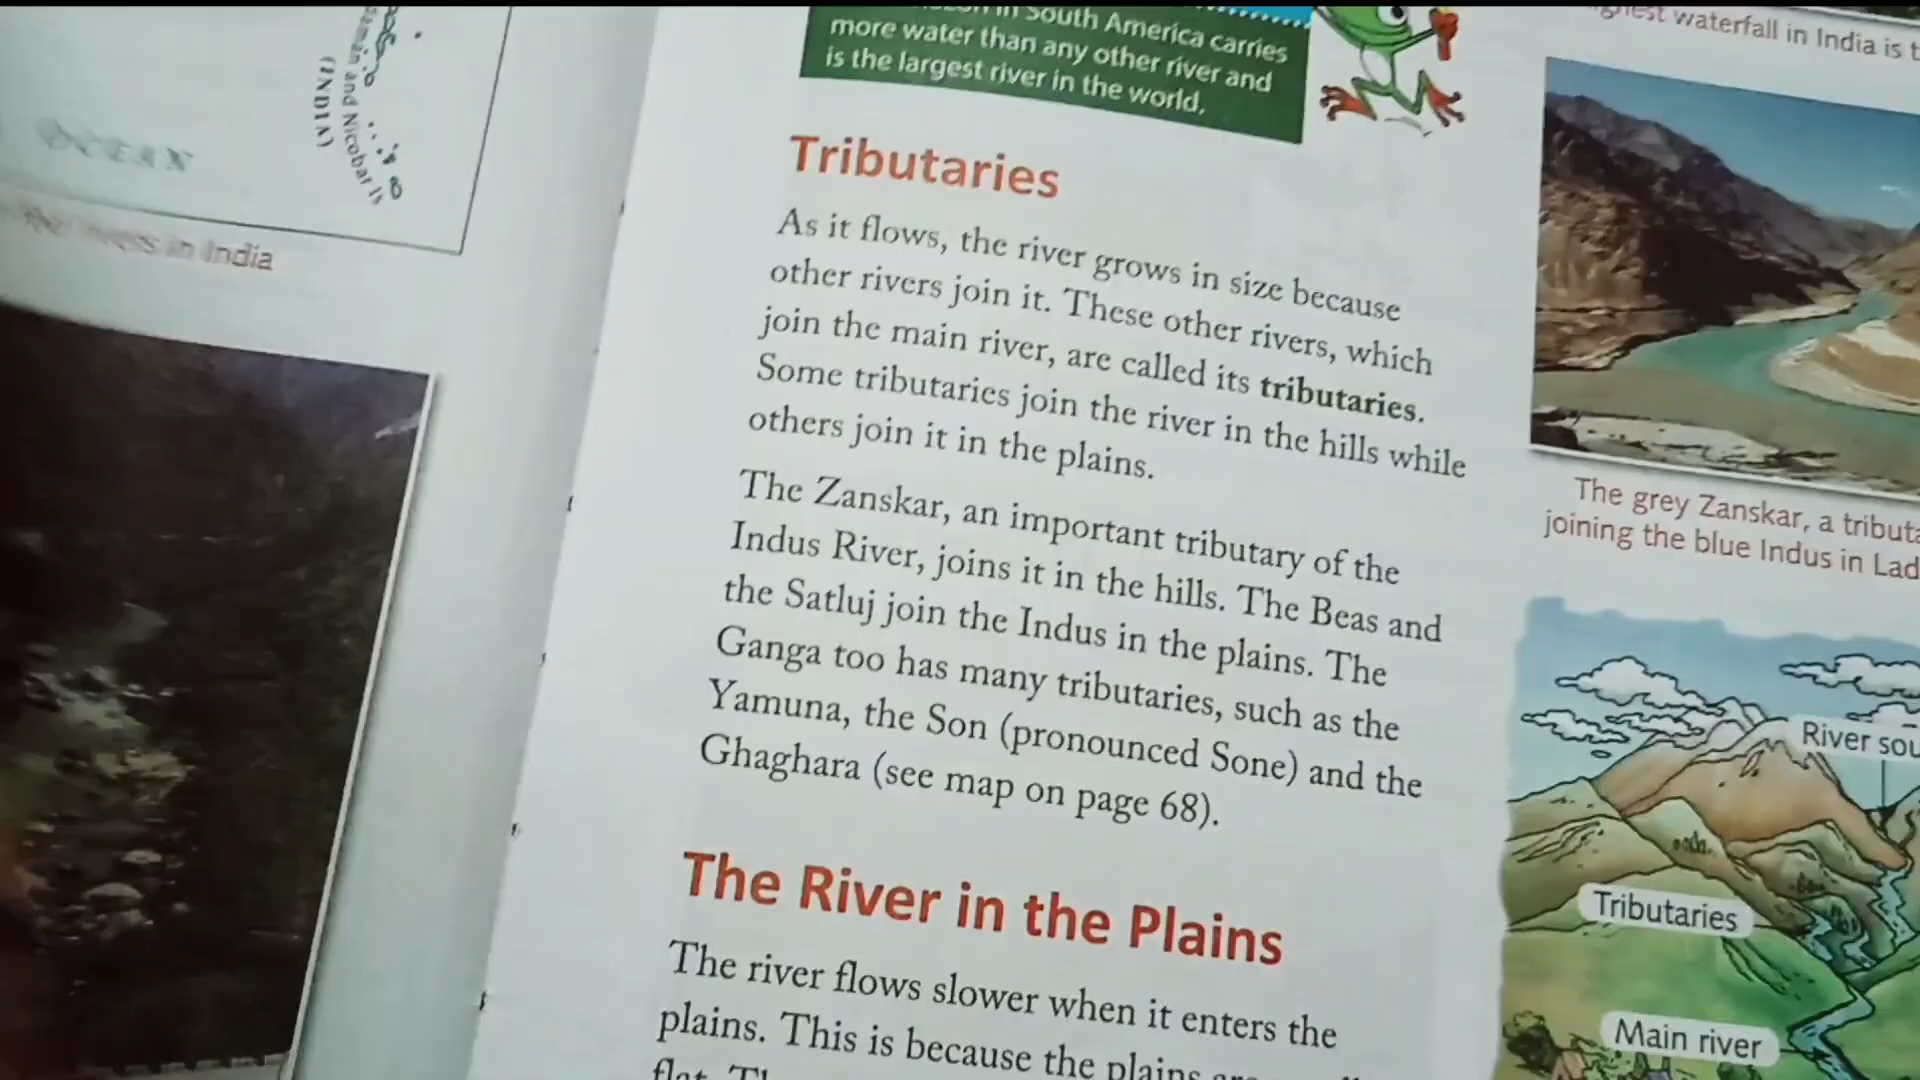 OCEAN
Andaman and Nicobar Is
(INDIA)
in India
in South America carries
more water than any other river and
is the largest river in the world,
Tributaries
As it flows, the river grows in size because
other rivers join it. These other rivers, which
join the main river, are called its tributaries.
Some tributaries join the river in the hills while
others join it in the plains.
The Zanskar, an important tributary of the
Indus River, joins it in the hills. The Beas and
the Satluj join the Indus in the plains. The
Ganga too has many tributaries, such as the
Yamuna, the Son (pronounced Sone) and the
Ghaghara (see map on page 68).
The River in the Plains
The river flows slower when it enters the
plains. This is because the plains
waterfall in India is
The grey Zanskar, a
joining the blue Indus in
River
Tributaries
Main river